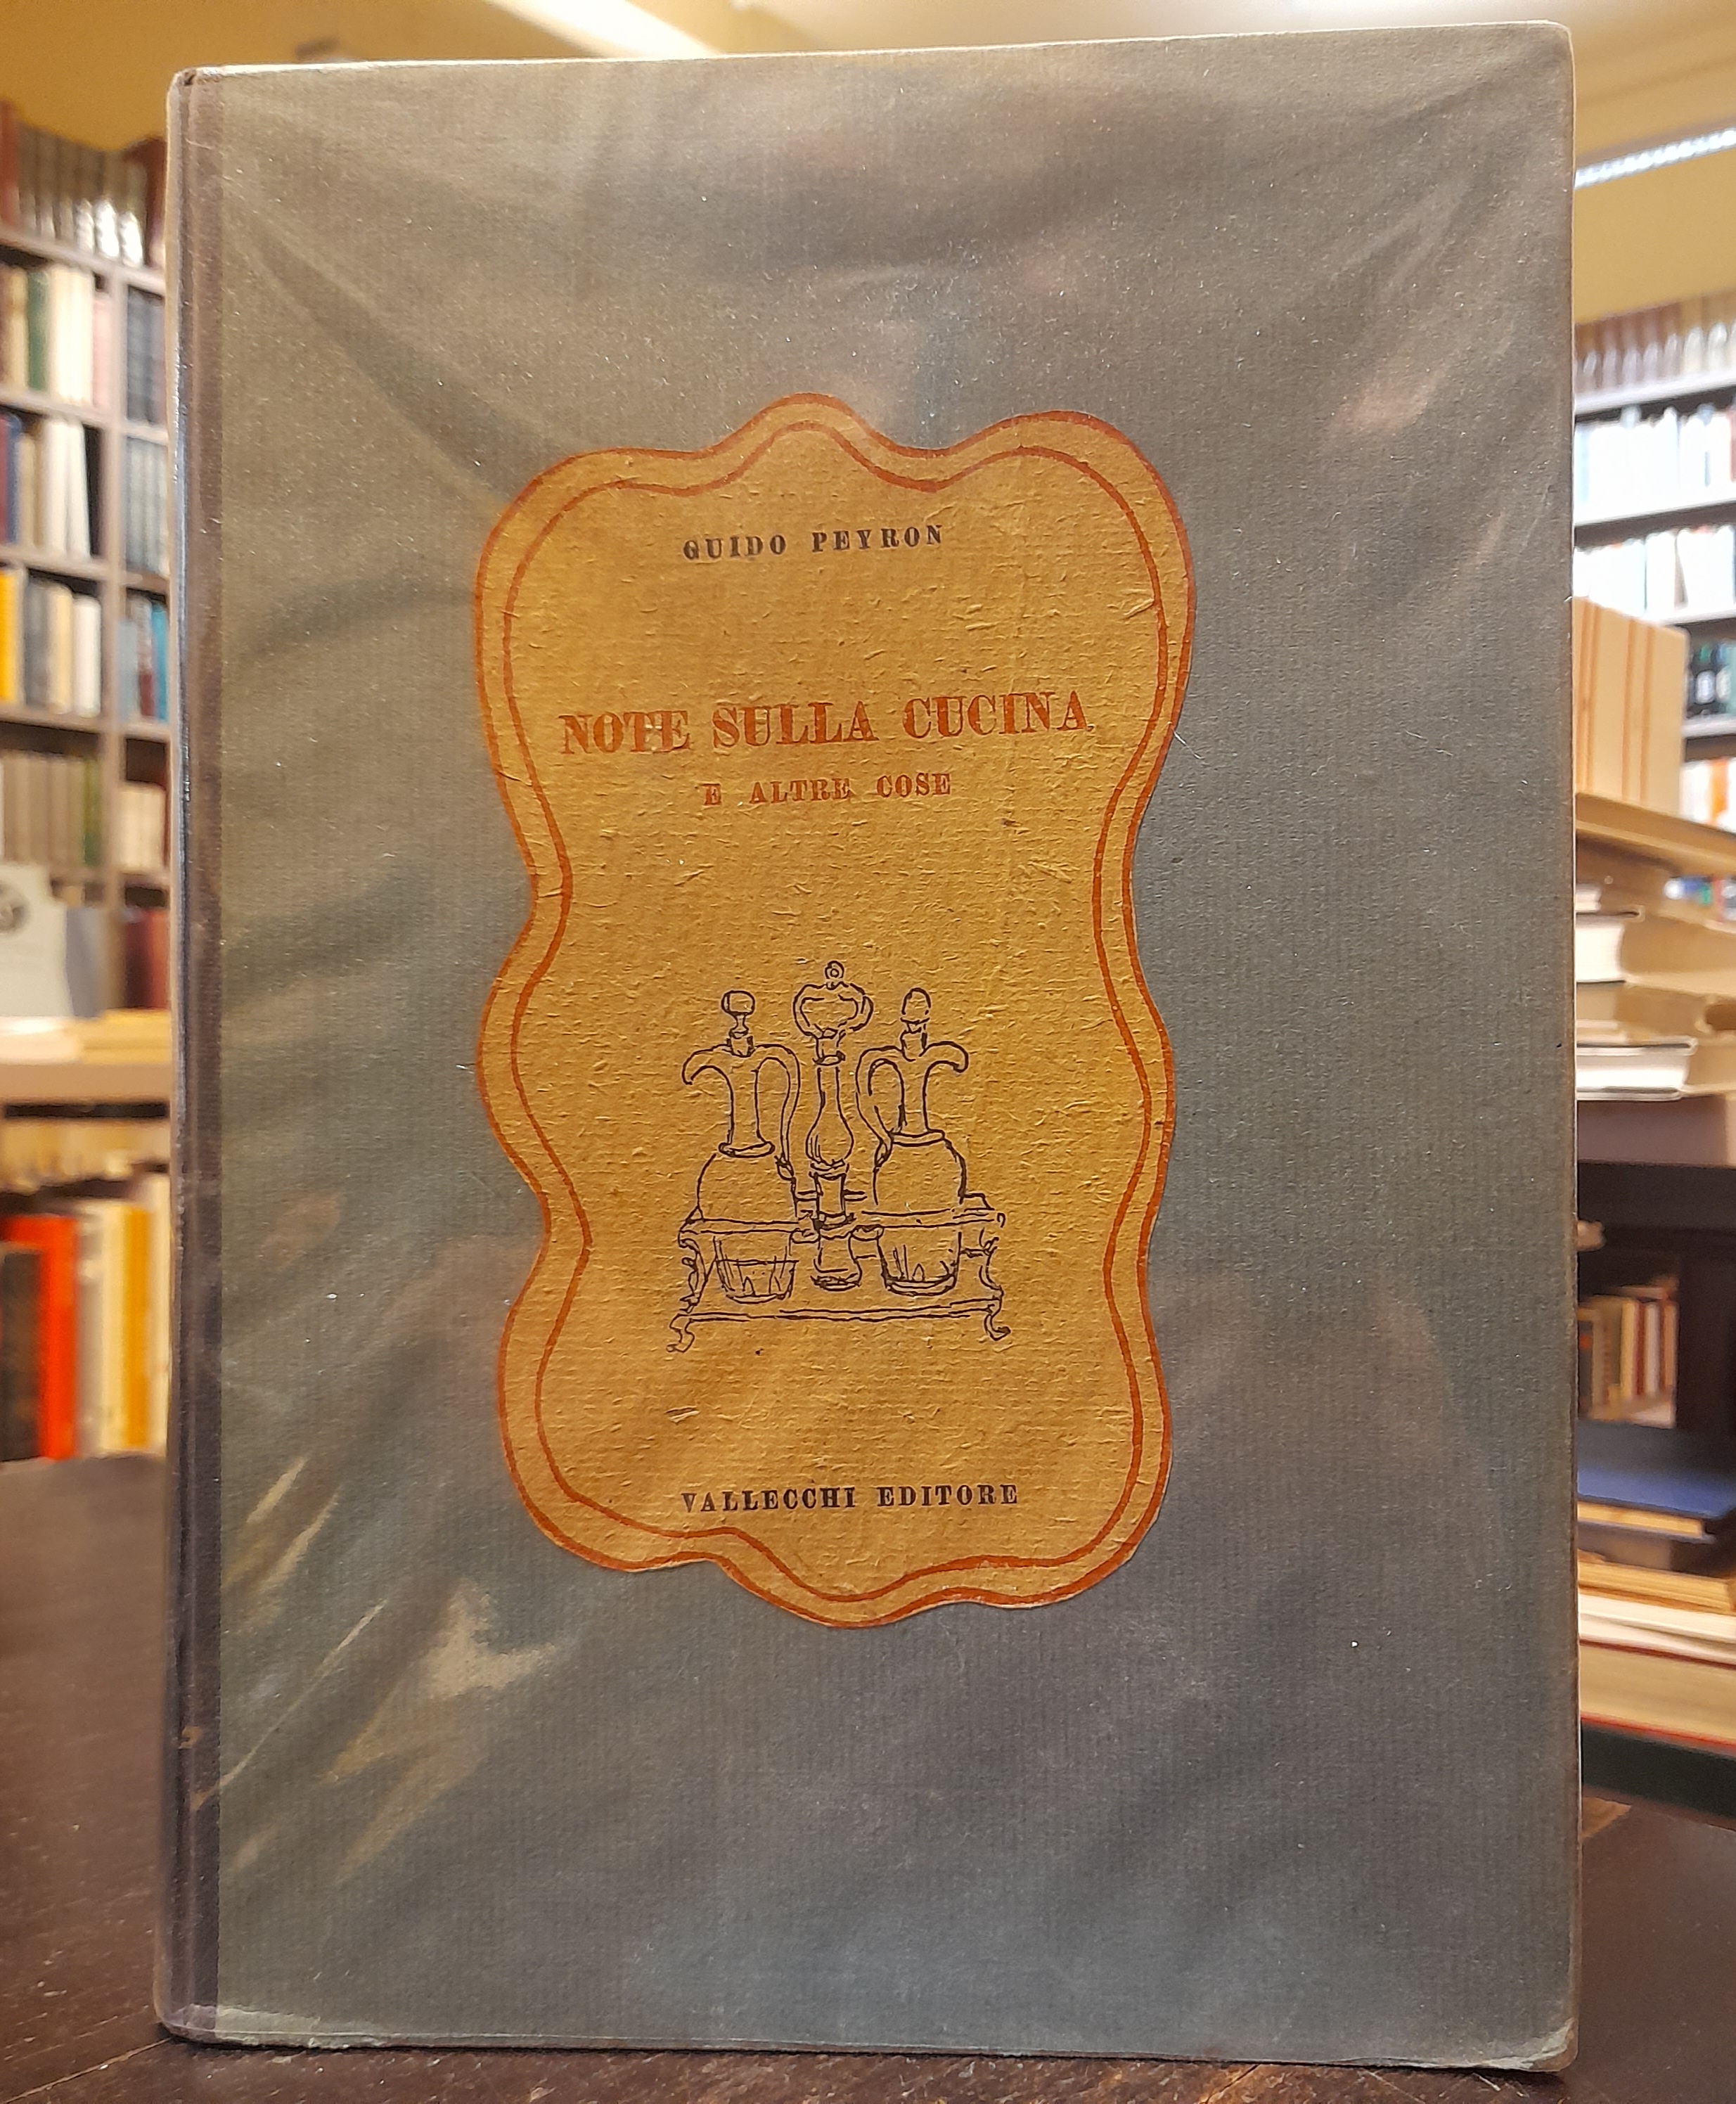 GUIDO PEYRON
NOTE SULLA CUCINA
E ALTRE COSE
VALLECCHI EDITORE